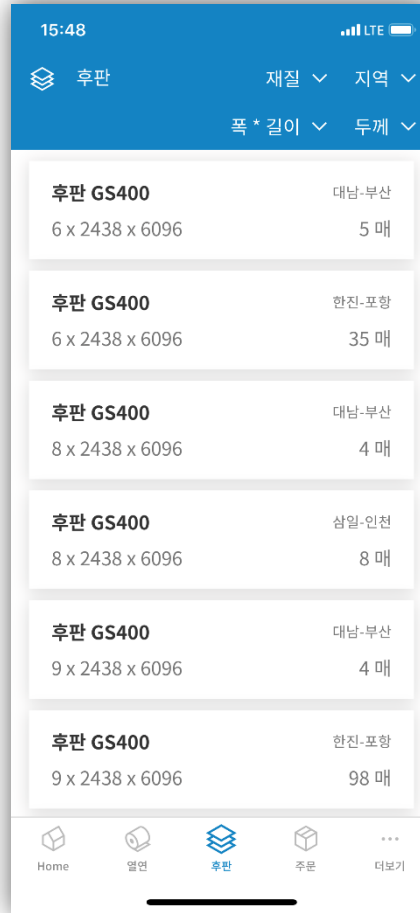 15:48 LTE
후판 재질 지역
폭 * 길이 두께
후판 GS400 대남-부산
6 x 2438 x 6096 5 매
후판 GS400 한진-포항
6 x 2438 x 6096 35 매
후판 GS400 대남-부산
8 x 2438 x 6096 4 매
후판 GS400 삼일-인천
8 x 2438 x 6096 8 매
후판 GS400 대남-부산
9 x 2438 x 6096 4 매
후판 GS400 한진-포항
9 x 2438 x 6096 98 매
Home 열연 후판 주문 더보기